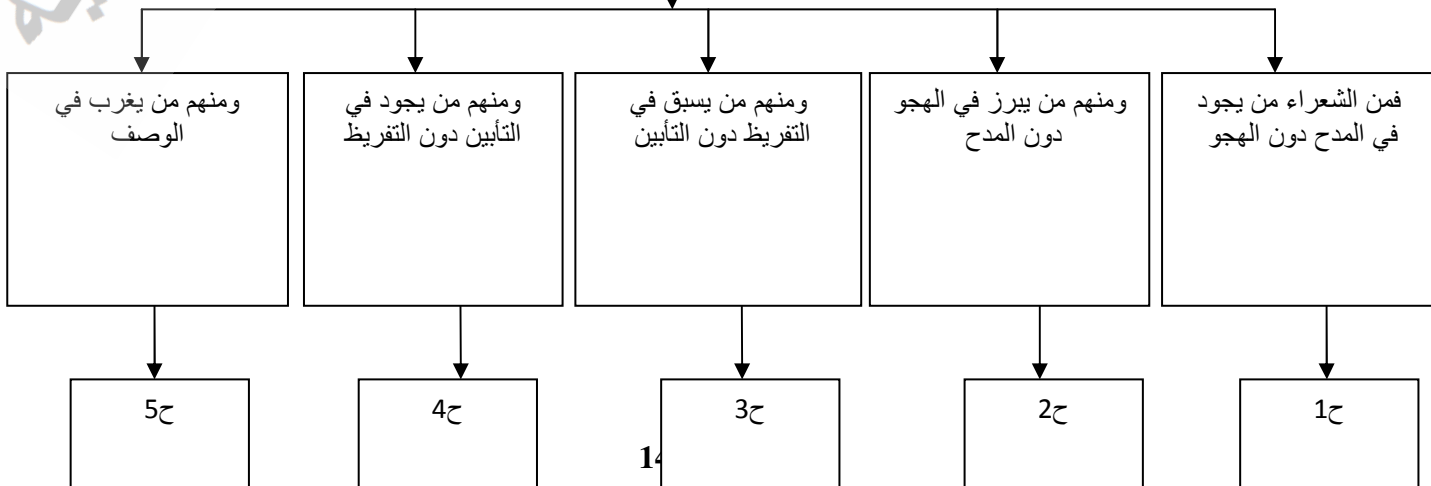 فمن الشعراء من يجود
في المدح دون الهجو
ومنهم من يبرز في الهجو
دون المدح
ومنهم من يسبق في
التفريظ دون التأبين
ومنهم من يجود في
التأبين دون التفريظ
ومنهم من يغرب في
الوصف
ح1
ح2
ح3
ح4
ح5